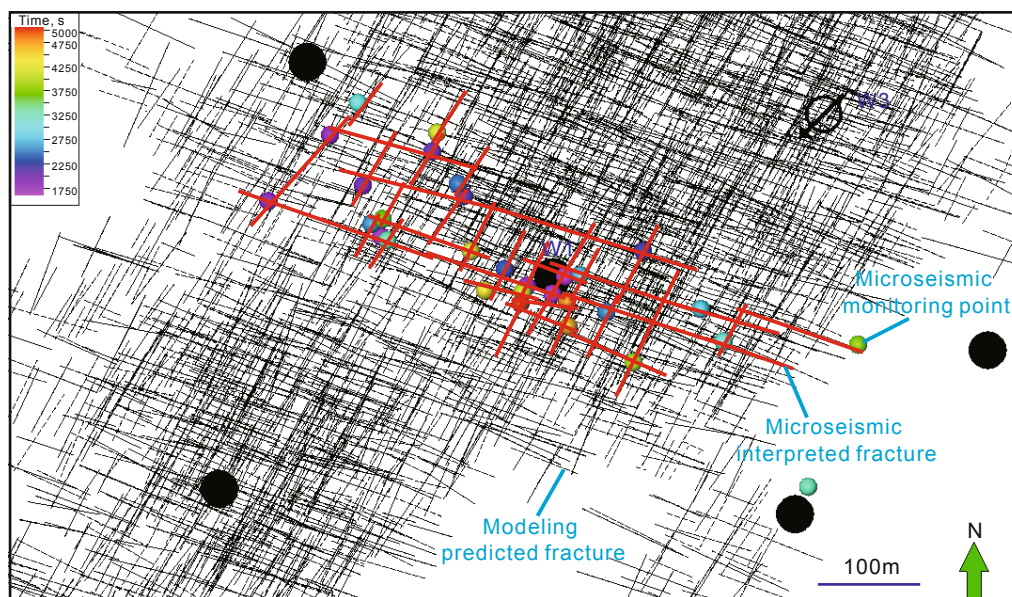 Time, s
5000
4750
4250
3750
3250
2750
2250
1750
W3
W1
Microseismic
monitoring point
Microseismic
interpreted fracture
Modeling
predicted fracture
100m
N